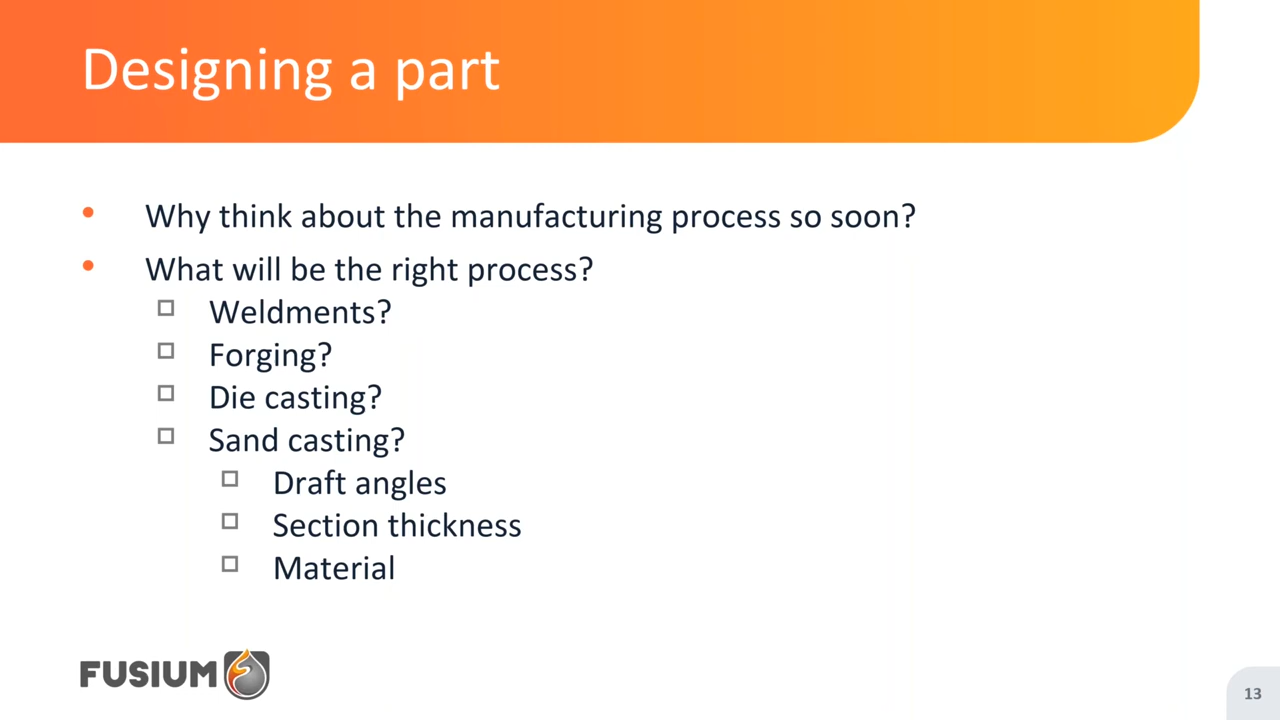 Designing a part
Why think about the manufacturing process so soon?
What will be the right process?
Weldments?
Forging?
Die casting?
Sand casting?
Draft angles
Section thickness
Material
FUSIUM
13